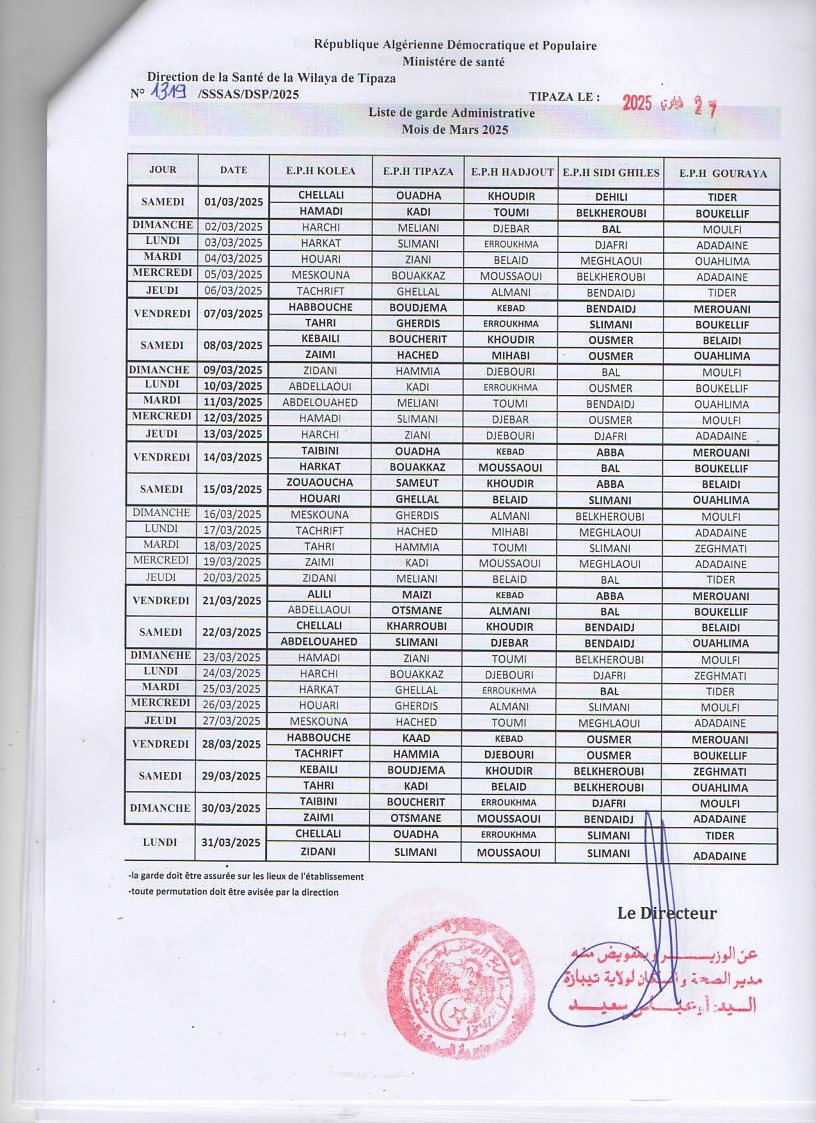 République Algérienne Démocratique et Populaire
Ministére de santé
Direction de la Santé de la Wilaya de Tipaza
N° 1319 /SSSAS/DSP/2025 TIPAZA LE : 2025 فيفري 27
Liste de garde Administrative
Mois de Mars 2025
JOUR DATE E.P.H KOLEA E.P.H TIPAZA E.P.H HADJOUT E.P.H SIDI GHILES E.P.H GOURAYA
SAMEDI 01/03/2025 CHELLALI OUADHA KHOUDIR DEHILI TIDER
HAMADI KADI TOUMI BELKHEROUBI BOUKELLIF
DIMANCHE 02/03/2025 HARCHI MELIANI DJEBAR BAL MOULFI
LUNDI 03/03/2025 HARKAT SLIMANI ERROUKHMA DJAFRI ADADAINE
MARDI 04/03/2025 HOUARI ZIANI BELAID MEGHLAOUI OUAHLIMA
MERCREDI 05/03/2025 MESKOUNA BOUAKKAZ MOUSSAOUI BELKHEROUBI ADADAINE
JEUDI 06/03/2025 TACHRIFT GHELLAL ALMANI BENDAIDJ TIDER
VENDREDI 07/03/2025 HABBOUCHE BOUDJEMA KEBAD BENDAIDJ MEROUANI
TAHRI GHERDIS ERROUKHMA SLIMANI BOUKELLIF
SAMEDI 08/03/2025 KEBAILI BOUCHERIT KHOUDIR OUSMER BELAIDI
ZAIMI HACHED MIHABI OUSMER OUAHLIMA
DIMANCHE 09/03/2025 ZIDANI HAMMIA DJEBOURI BAL MOULFI
LUNDI 10/03/2025 ABDELLAOUI KADI ERROUKHMA OUSMER BOUKELLIF
MARDI 11/03/2025 ABDELOUAHED MELIANI TOUMI BENDAIDJ OUAHLIMA
MERCREDI 12/03/2025 HAMADI SLIMANI DJEBAR OUSMER MOULFI
JEUDI 13/03/2025 HARCHI ZIANI DJEBOURI DJAFRI ADADAINE
VENDREDI 14/03/2025 TAIBINI OUADHA KEBAD ABBA MEROUANI
HARKAT BOUAKKAZ MOUSSAOUI BAL BOUKELLIF
SAMEDI 15/03/2025 ZOUAOUCHA SAMEUT KHOUDIR ABBA BELAIDI
HOUARI GHELLAL BELAID SLIMANI OUAHLIMA
DIMANCHE 16/03/2025 MESKOUNA GHERDIS ALMANI BELKHEROUBI MOULFI
LUNDI 17/03/2025 TACHRIFT HACHED MIHABI MEGHLAOUI ADADAINE
MARDI 18/03/2025 TAHRI HAMMIA TOUMI SLIMANI ZEGHMATI
MERCREDI 19/03/2025 ZAIMI KADI MOUSSAOUI MEGHLAOUI ADADAINE
JEUDI 20/03/2025 ZIDANI MELIANI BELAID BAL TIDER
VENDREDI 21/03/2025 ALILI MAIZI KEBAD ABBA MEROUANI
ABDELLAOUI OTSMANE ALMANI BAL BOUKELLIF
SAMEDI 22/03/2025 CHELLALI KHARROUBI KHOUDIR BENDAIDJ BELAIDI
ABDELOUAHED SLIMANI DJEBAR BENDAIDJ OUAHLIMA
DIMANCHE 23/03/2025 HAMADI ZIANI TOUMI BELKHEROUBI MOULFI
LUNDI 24/03/2025 HARCHI BOUAKKAZ DJEBOURI DJAFRI ZEGHMATI
MARDI 25/03/2025 HARKAT GHELLAL ERROUKHMA BAL TIDER
MERCREDI 26/03/2025 HOUARI GHERDIS ALMANI SLIMANI MOULFI
JEUDI 27/03/2025 MESKOUNA HACHED TOUMI MEGHLAOUI ADADAINE
VENDREDI 28/03/2025 HABBOUCHE KAAD KEBAD OUSMER MEROUANI
TACHRIFT HAMMIA DJEBOURI OUSMER BOUKELLIF
SAMEDI 29/03/2025 KEBAILI BOUDJEMA KHOUDIR BELKHEROUBI ZEGHMATI
TAHRI KADI BELAID BELKHEROUBI OUAHLIMA
DIMANCHE 30/03/2025 TAIBINI BOUCHERIT ERROUKHMA DJAFRI MOULFI
ZAIMI OTSMANE MOUSSAOUI BENDAIDJ ADADAINE
LUNDI 31/03/2025 CHELLALI OUADHA ERROUKHMA SLIMANI TIDER
ZIDANI SLIMANI MOUSSAOUI SLIMANI ADADAINE
-la garde doit être assurée sur les lieux de l'établissement
-toute permutation doit être avisée par la direction
Le Directeur
عن الوزير وبتفويض منه
مدير الصحة والسكان لولاية تيبازة
السيد: سعيد